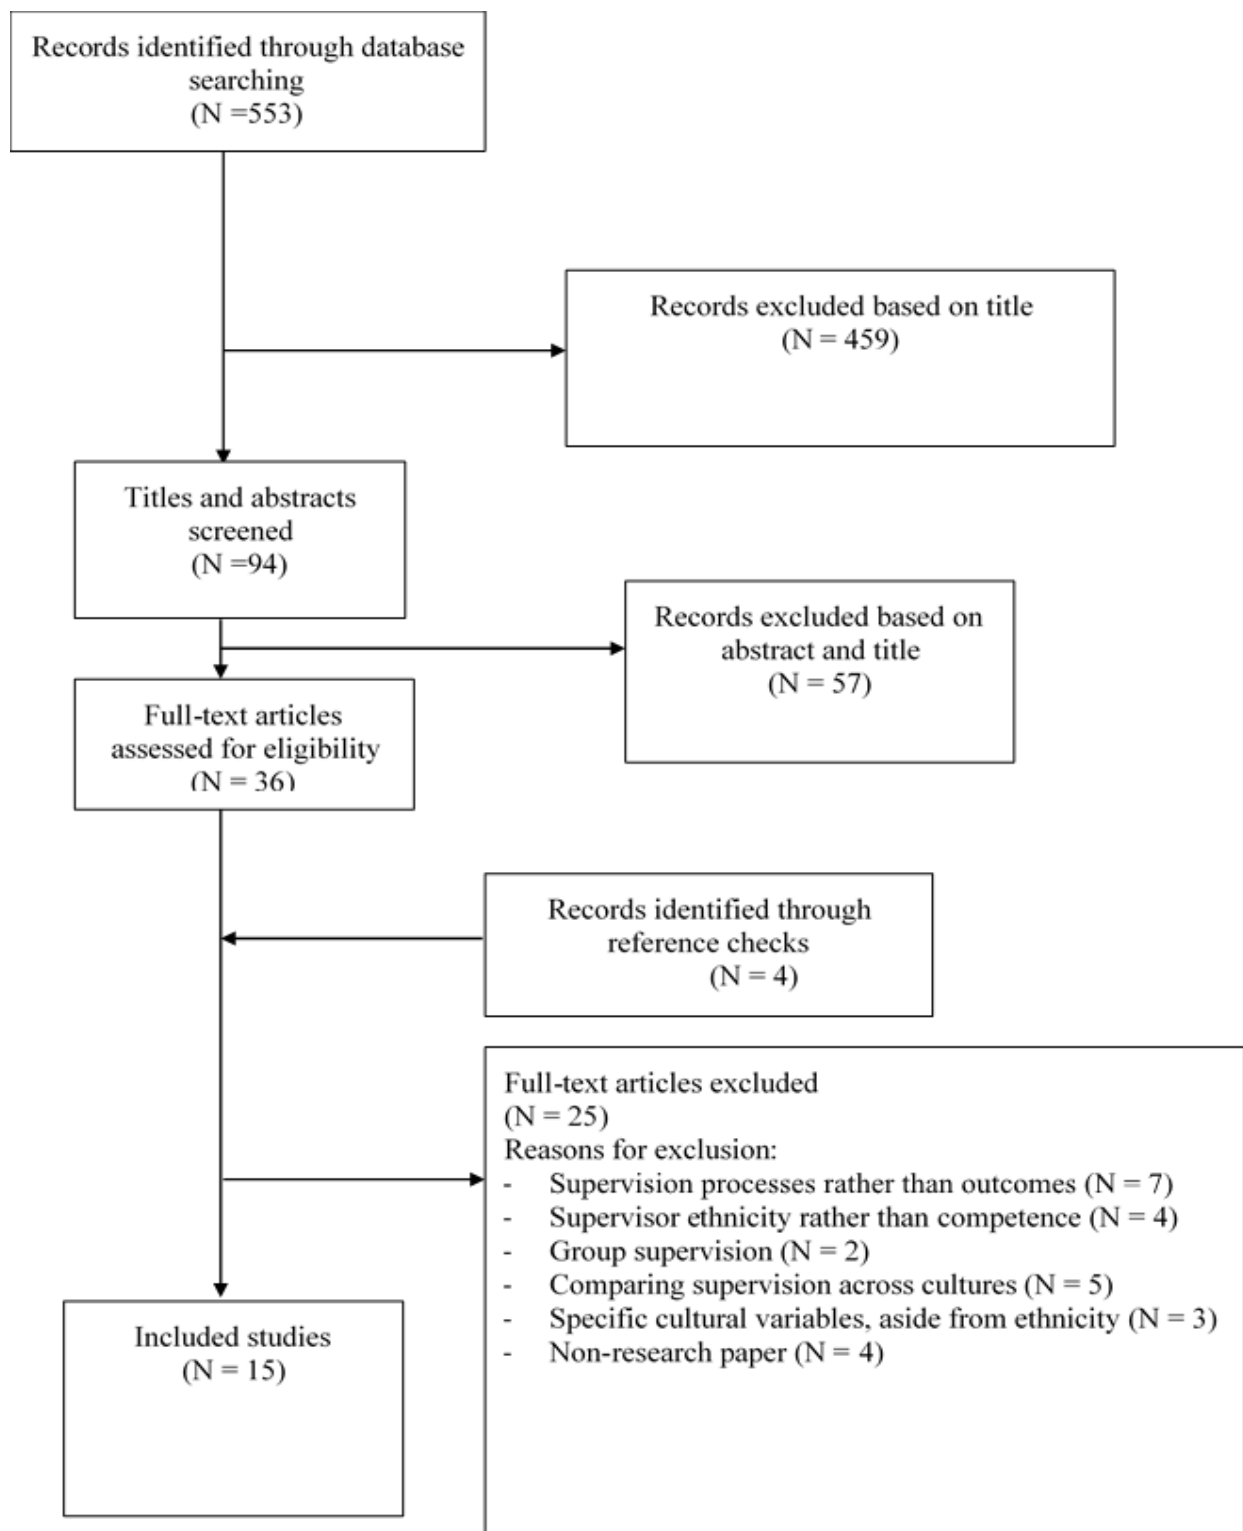 Records identified through database
searching
(N =553)
Records excluded based on title
(N = 459)
Titles and abstracts
screened
(N =94)
Records excluded based on
abstract and title
(N = 57)
Full-text articles
assessed for eligibility
(N = 36)
Records identified through
reference checks
(N = 4)
Full-text articles excluded
(N = 25)
Reasons for exclusion:
- Supervision processes rather than outcomes (N = 7)
- Supervisor ethnicity rather than competence (N = 4)
- Group supervision (N = 2)
- Comparing supervision across cultures (N = 5)
- Specific cultural variables, aside from ethnicity (N = 3)
- Non-research paper (N = 4)
Included studies
(N = 15)